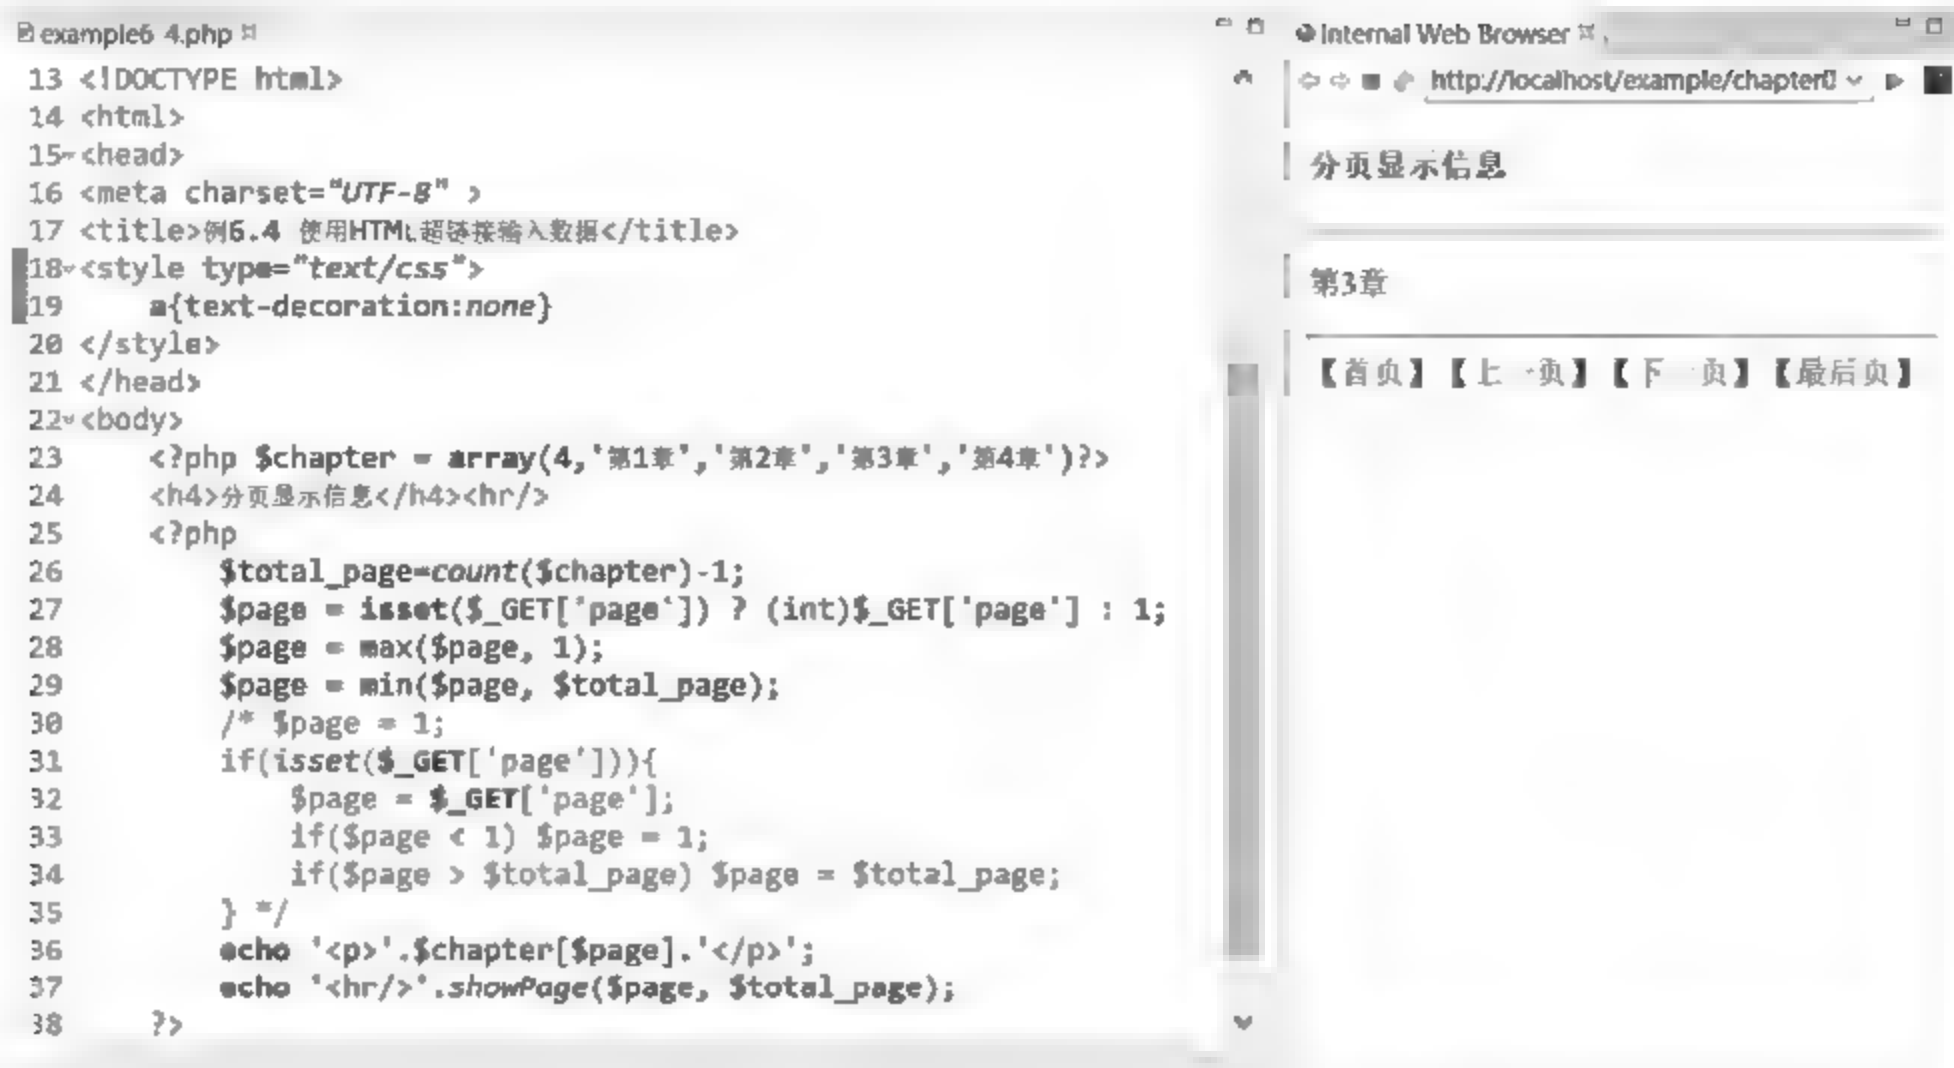 example6 4.php
13 <!DOCTYPE html>
14 <html>
15 <head>
16 <meta charset="UTF-8" >
17 <title>例6.4 使用HTML超链接输入数据</title>
18 <style type="text/css">
19 a{text-decoration:none}
20 </style>
21 </head>
22 <body>
23 <?php $chapter = array(4,'第1章','第2章','第3章','第4章')?>
24 <h4>分页显示信息</h4><hr/>
25 <?php
26 $total_page=count($chapter)-1;
27 $page = isset($_GET['page']) ? (int)$_GET['page'] : 1;
28 $page = max($page, 1);
29 $page = min($page, $total_page);
30 /* $page = 1;
31 if(isset($_GET['page'])){
32 $page = $_GET['page'];
33 if($page < 1) $page = 1;
34 if($page > $total_page) $page = $total_page;
35 } */
36 echo '<p>'.$chapter[$page].'</p>';
37 echo '<hr/>'.showPage($page, $total_page);
38 ?>
Internal Web Browser
http://localhost/example/chapter0
分页显示信息
第3章
【首页】【上一页】【下一页】【最后页】